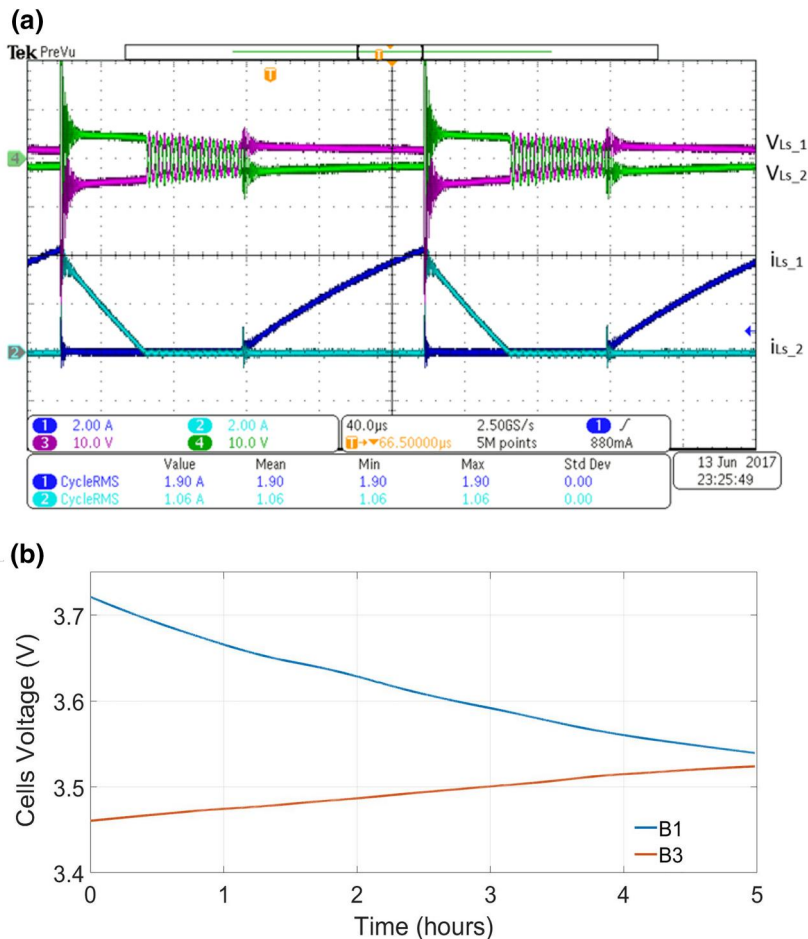 (a)
Tek PreVu
T
T
4
VLs_1
VLs_2
iLs_1
2
iLs_2
1 2.00 A 2 2.00 A
3 10.0 V 4 10.0 V
40.0µs 2.50GS/s 1
T→▼66.50000µs 5M points 880mA
Value Mean Min Max Std Dev
1 CycleRMS 1.90 A 1.90 1.90 1.90 0.00
2 CycleRMS 1.06 A 1.06 1.06 1.06 0.00
13 Jun 2017
23:25:49
(b)
Cells Voltage (V)
3.7
3.6
3.5
3.4
B1
B3
0 1 2 3 4 5
Time (hours)